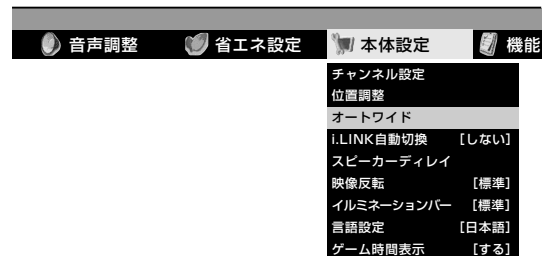 音声調整 省エネ設定 本体設定 機能
チャンネル設定
位置調整
オートワイド
i.LINK自動切換 [しない]
スピーカーディレイ
映像反転 [標準]
イルミネーションバー [標準]
言語設定 [日本語]
ゲーム時間表示 [する]